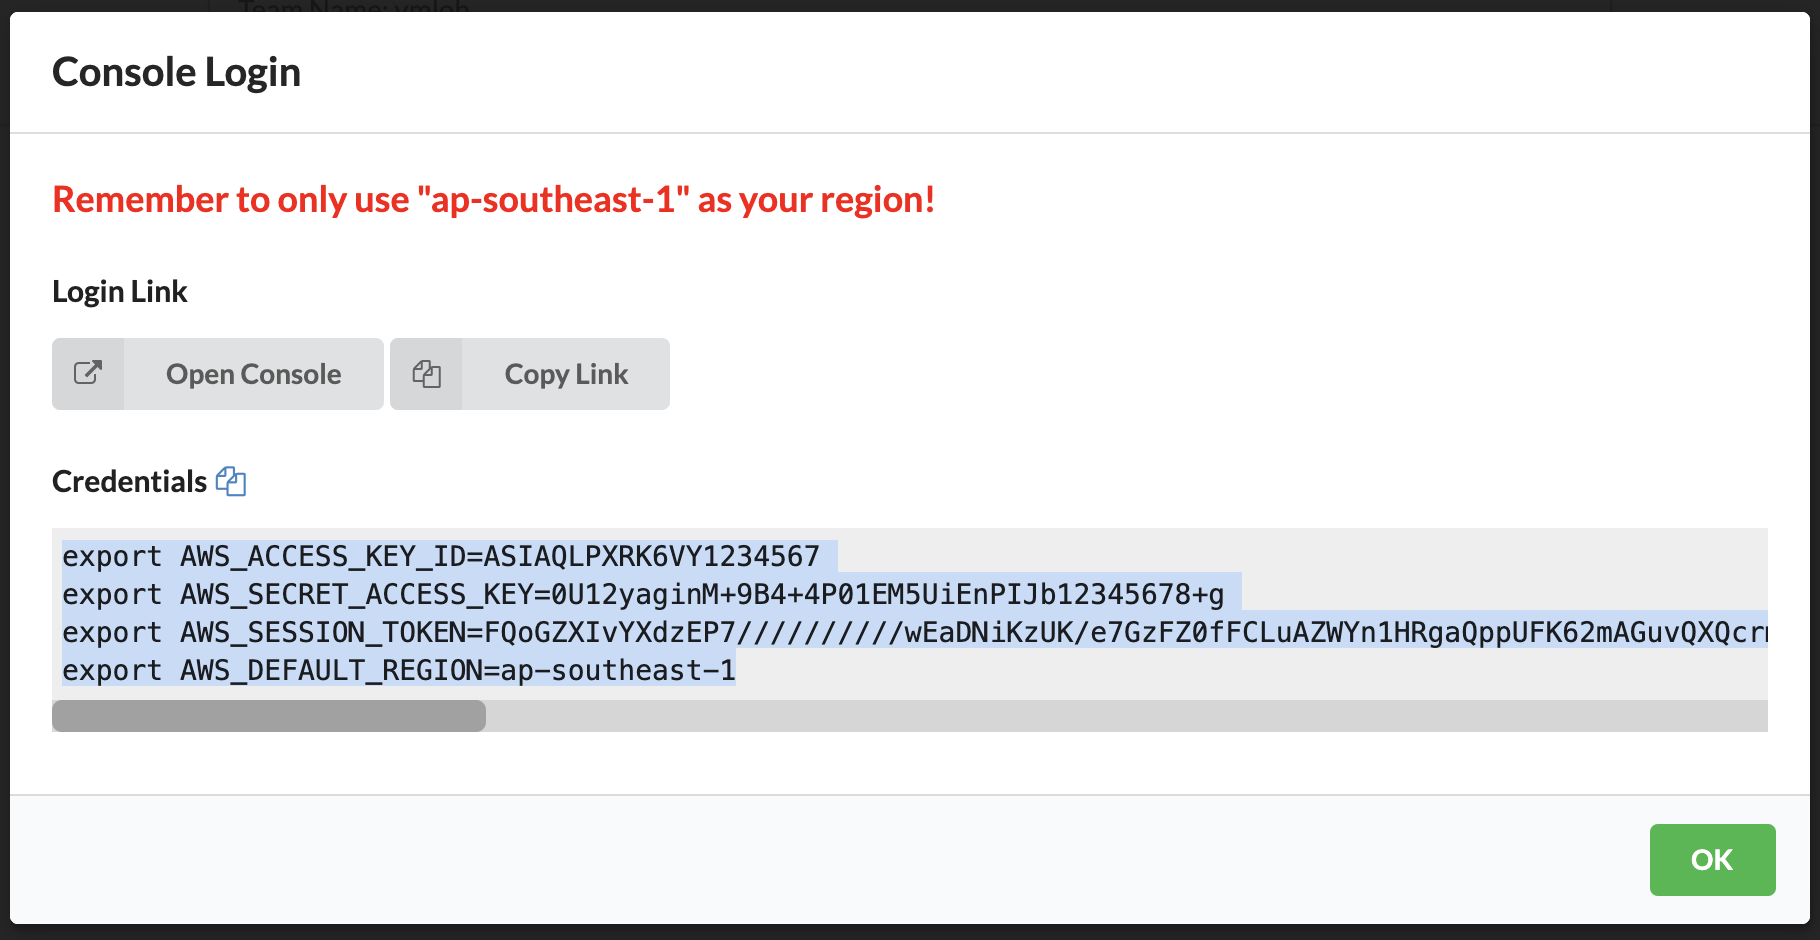 Team Name:
Console Login
Remember to only use "ap-southeast-1" as your region!
Login Link
Open Console
Copy Link
Credentials
export AWS_ACCESS_KEY_ID=ASIAQLPXRK6VY1234567
export AWS_SECRET_ACCESS_KEY=0U12yaginM+9B4+4P01EM5UiEnPIJb12345678+g
export AWS_SESSION_TOKEN=FQoGZXIvYXdzEP7//////////wEaDNiKzUK/e7GzFZ0fFCLuAZWYn1HRgaQppUFK62mAGuvQXQcr
export AWS_DEFAULT_REGION=ap-southeast-1
OK